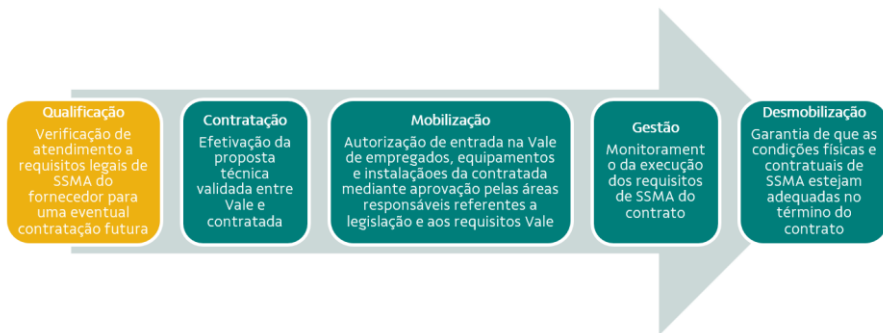 Qualificação
Verificação de
atendimento a
requisitos legais de
SSMA do
fornecedor para
uma eventual
contratação futura
Contratação
Efetivação da
proposta
técnica
validada entre
Vale e
contratada
Mobilização
Autorização de entrada na Vale
de empregados, equipamentos
e instalações da contratada
mediante aprovação pelas áreas
responsáveis referentes a
legislação e aos requisitos Vale
Gestão
Monitorament
o da execução
dos requisitos
de SSMA do
contrato
Desmobilização
Garantia de que as
condições físicas e
contratuais de
SSMA estejam
adequadas no
término do
contrato